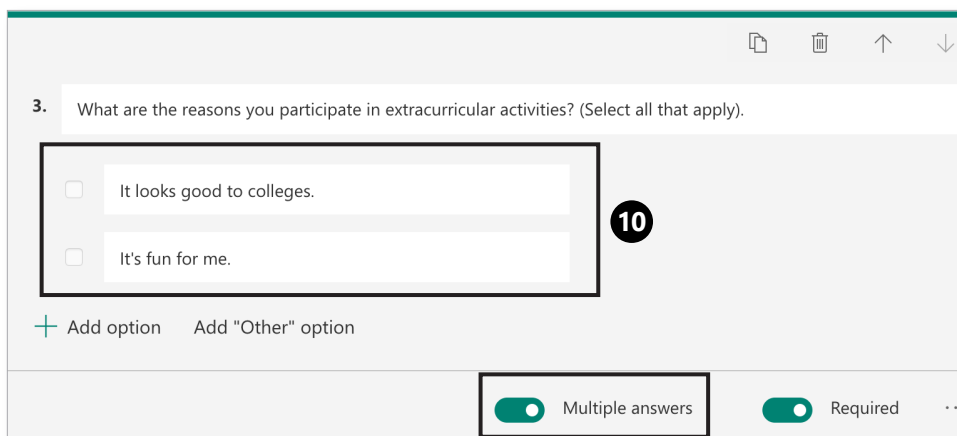 3. What are the reasons you participate in extracurricular activities? (Select all that apply).
It looks good to colleges.
10
It's fun for me.
Add option Add "Other" option
Multiple answers Required